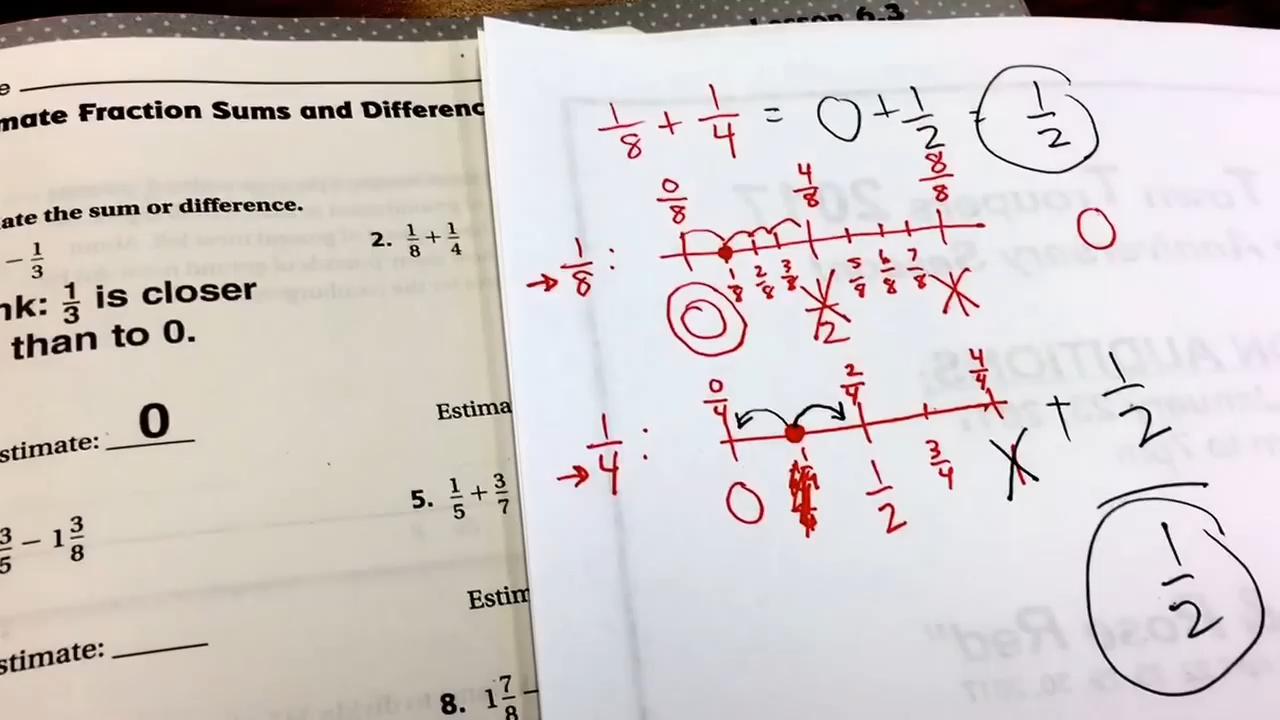 Lesson 6.3
mate Fraction Sums and Differenc
ate the sum or difference.
- 1/3
2. 1/8 + 1/4
nk: 1/3 is closer
than to 0.
stimate: 0
Estima
3/5 - 1 3/8
5. 1/5 + 3/7
stimate:
Estim
8. 1 7/8 -
1/8 + 1/4 = 0 + 1/2 = 1/2
0/8 4/8 8/8
1/8 :
1/8 2/8 3/8 5/8 6/8 7/8
0 1/2
0
0/4 2/4 4/4
1/4 :
3/4
0 1/2
+ 1/2
1/2